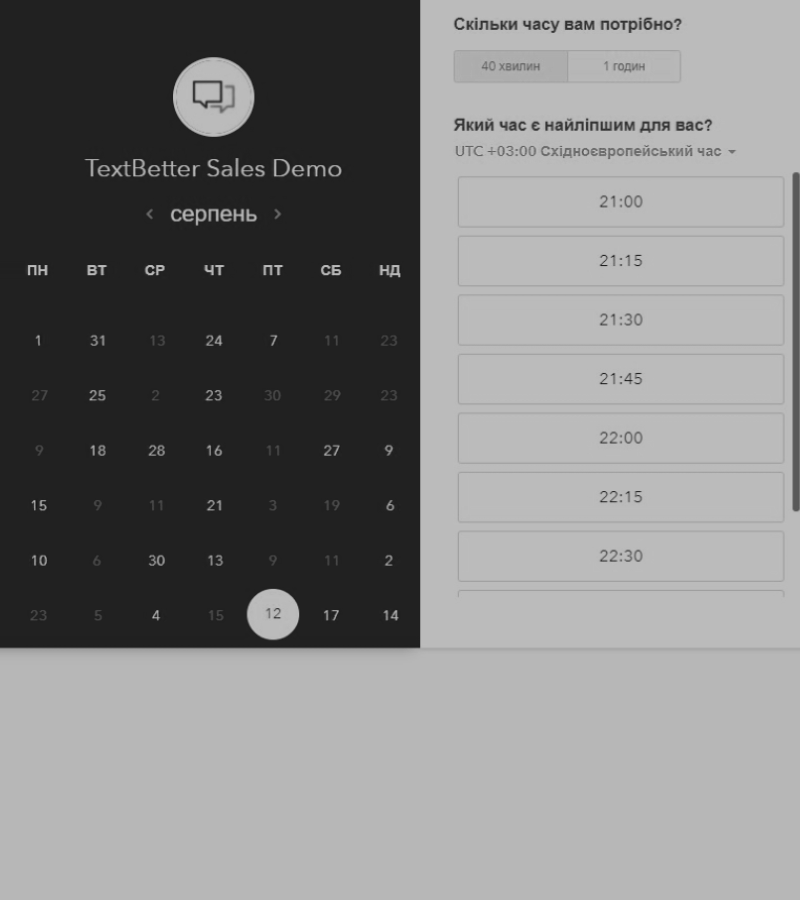 TextBetter Sales Demo
серпень
ПН ВТ СР ЧТ ПТ СБ НД
1 31 13 24 7 11 23
27 25 2 23 30 29 23
9 18 28 16 11 27 9
15 9 11 21 3 19 6
10 6 30 13 9 11 2
23 5 4 15 12 17 14
Скільки часу вам потрібно?
40 хвилин 1 годин
Який час є найліпшим для вас?
UTC +03:00 Східноєвропейський час
21:00
21:15
21:30
21:45
22:00
22:15
22:30